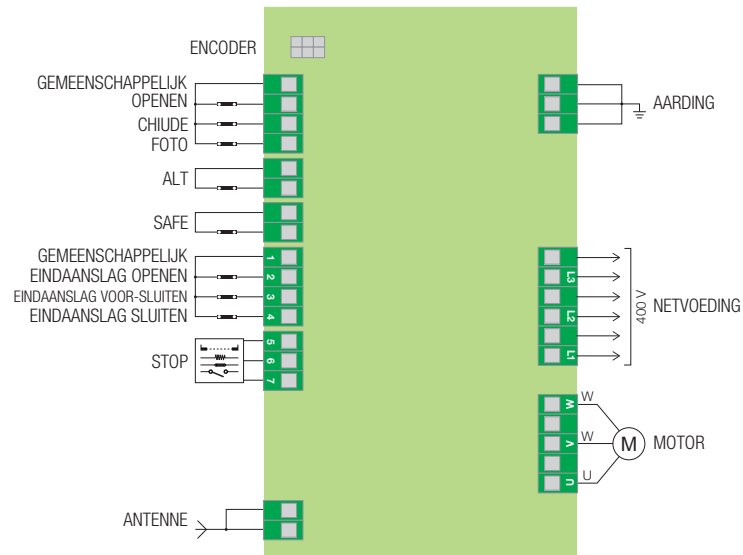 ENCODER
GEMEENSCHAPPELIJK
OPENEN
CHIUDE
FOTO
ALT
SAFE
GEMEENSCHAPPELIJK
EINDAANSLAG OPENEN
EINDAANSLAG VOOR-SLUITEN
EINDAANSLAG SLUITEN
1
2
3
4
STOP
5
6
7
ANTENNE
AARDING
L3
L2
L1
400 V
NETVOEDING
W
V
U
W
W
U
M
MOTOR